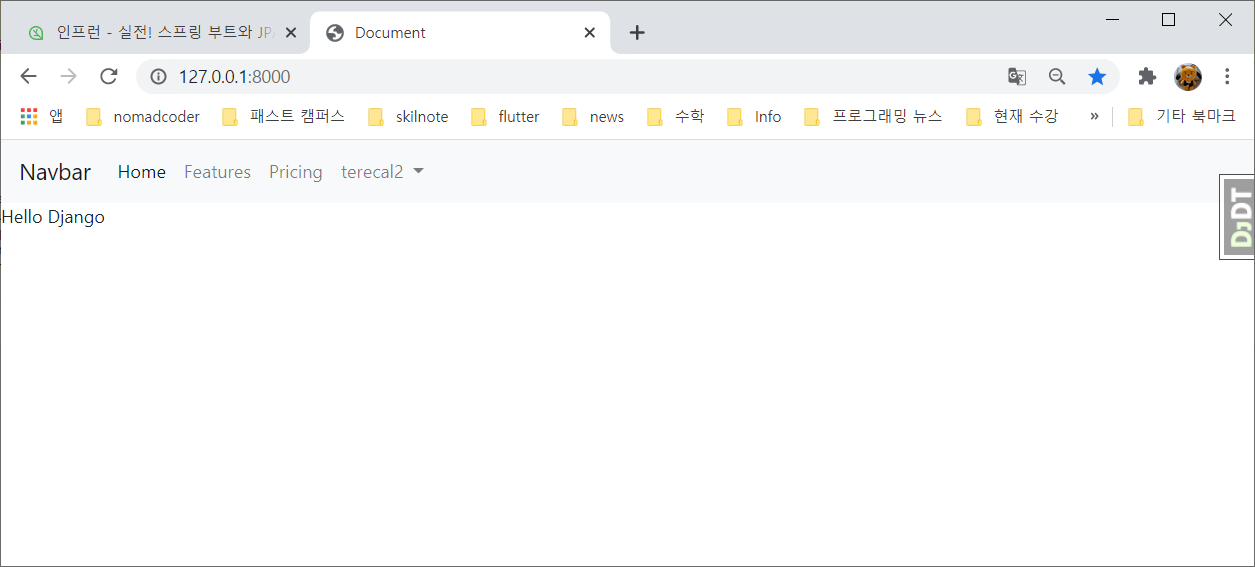 인프런 - 실전! 스프링 부트와 JPA
Document
127.0.0.1:8000
앱 nomadcoder 패스트 캠퍼스 skilnote flutter news 수학 Info 프로그래밍 뉴스 현재 수강 » 기타 북마크
Navbar Home Features Pricing terecal2
Hello Django
DjDT